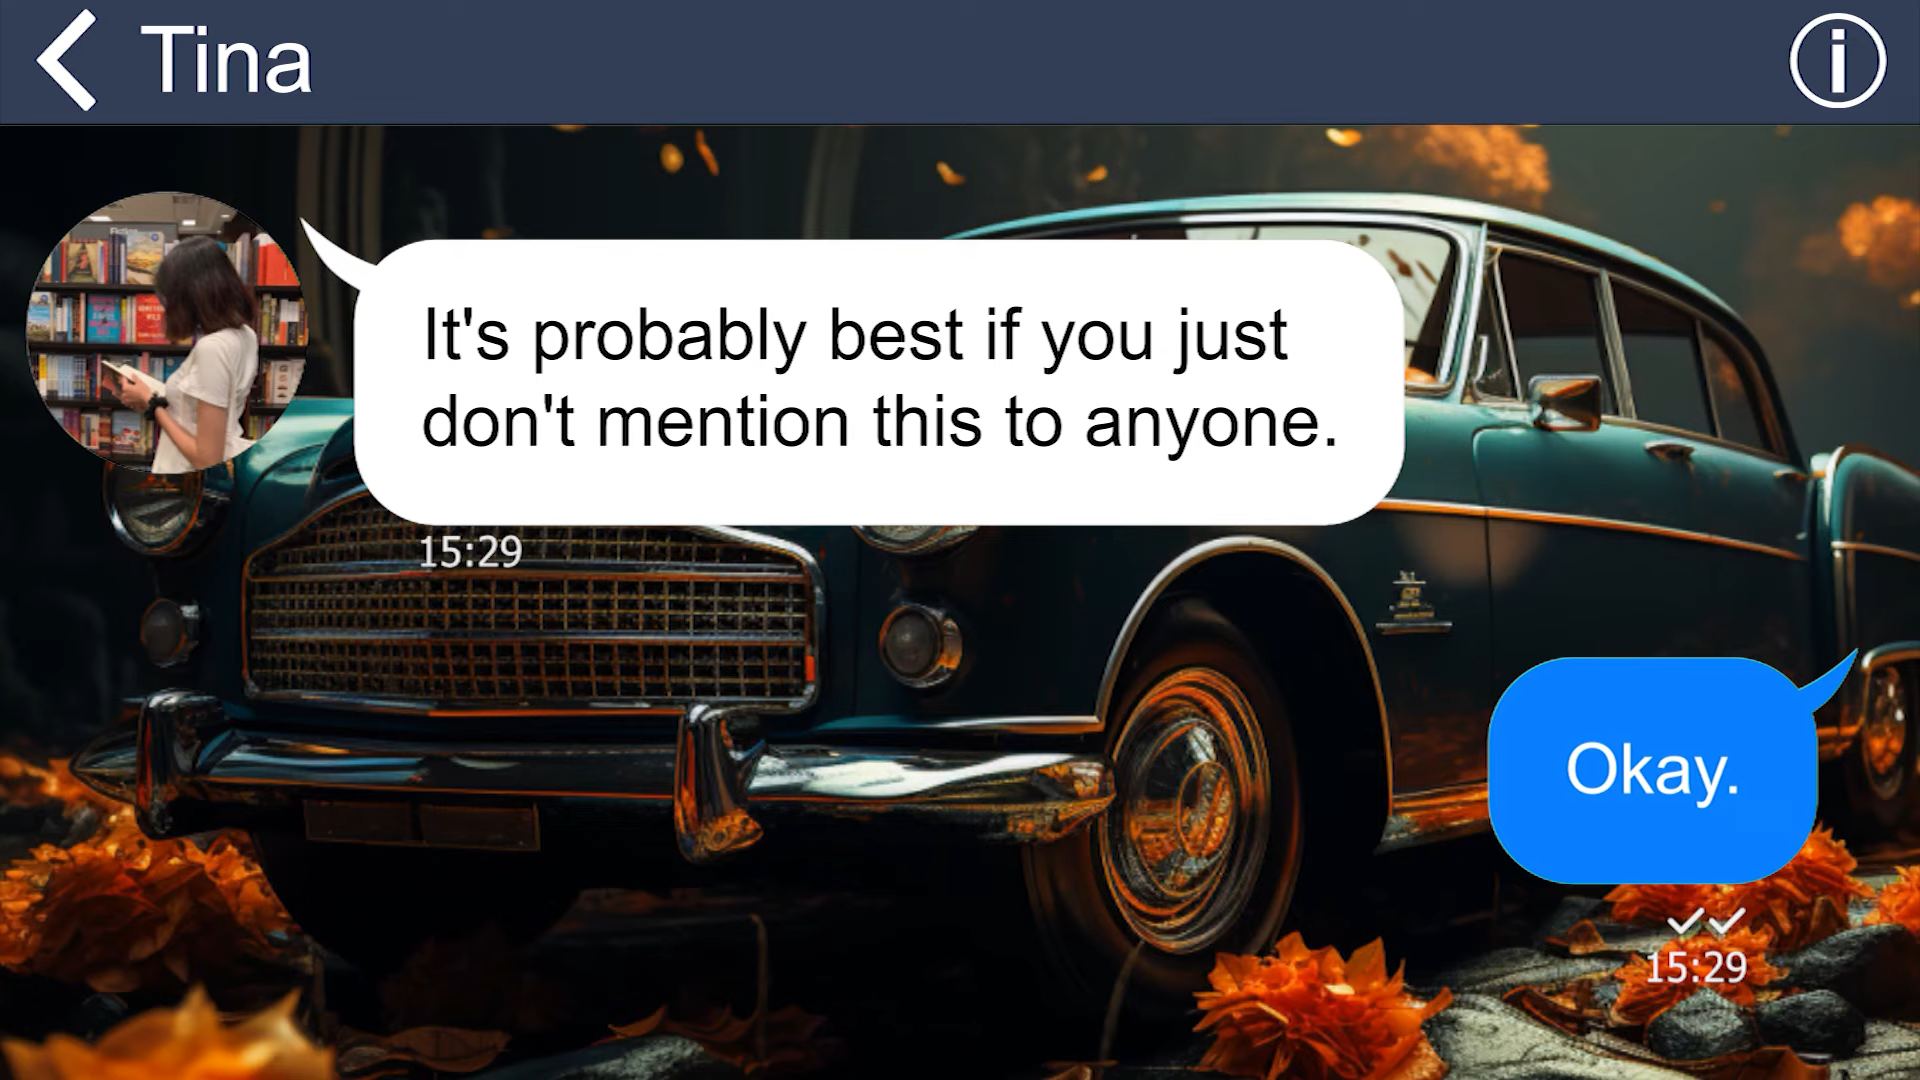 Tina
It's probably best if you just
don't mention this to anyone.
15:29
Okay.
15:29